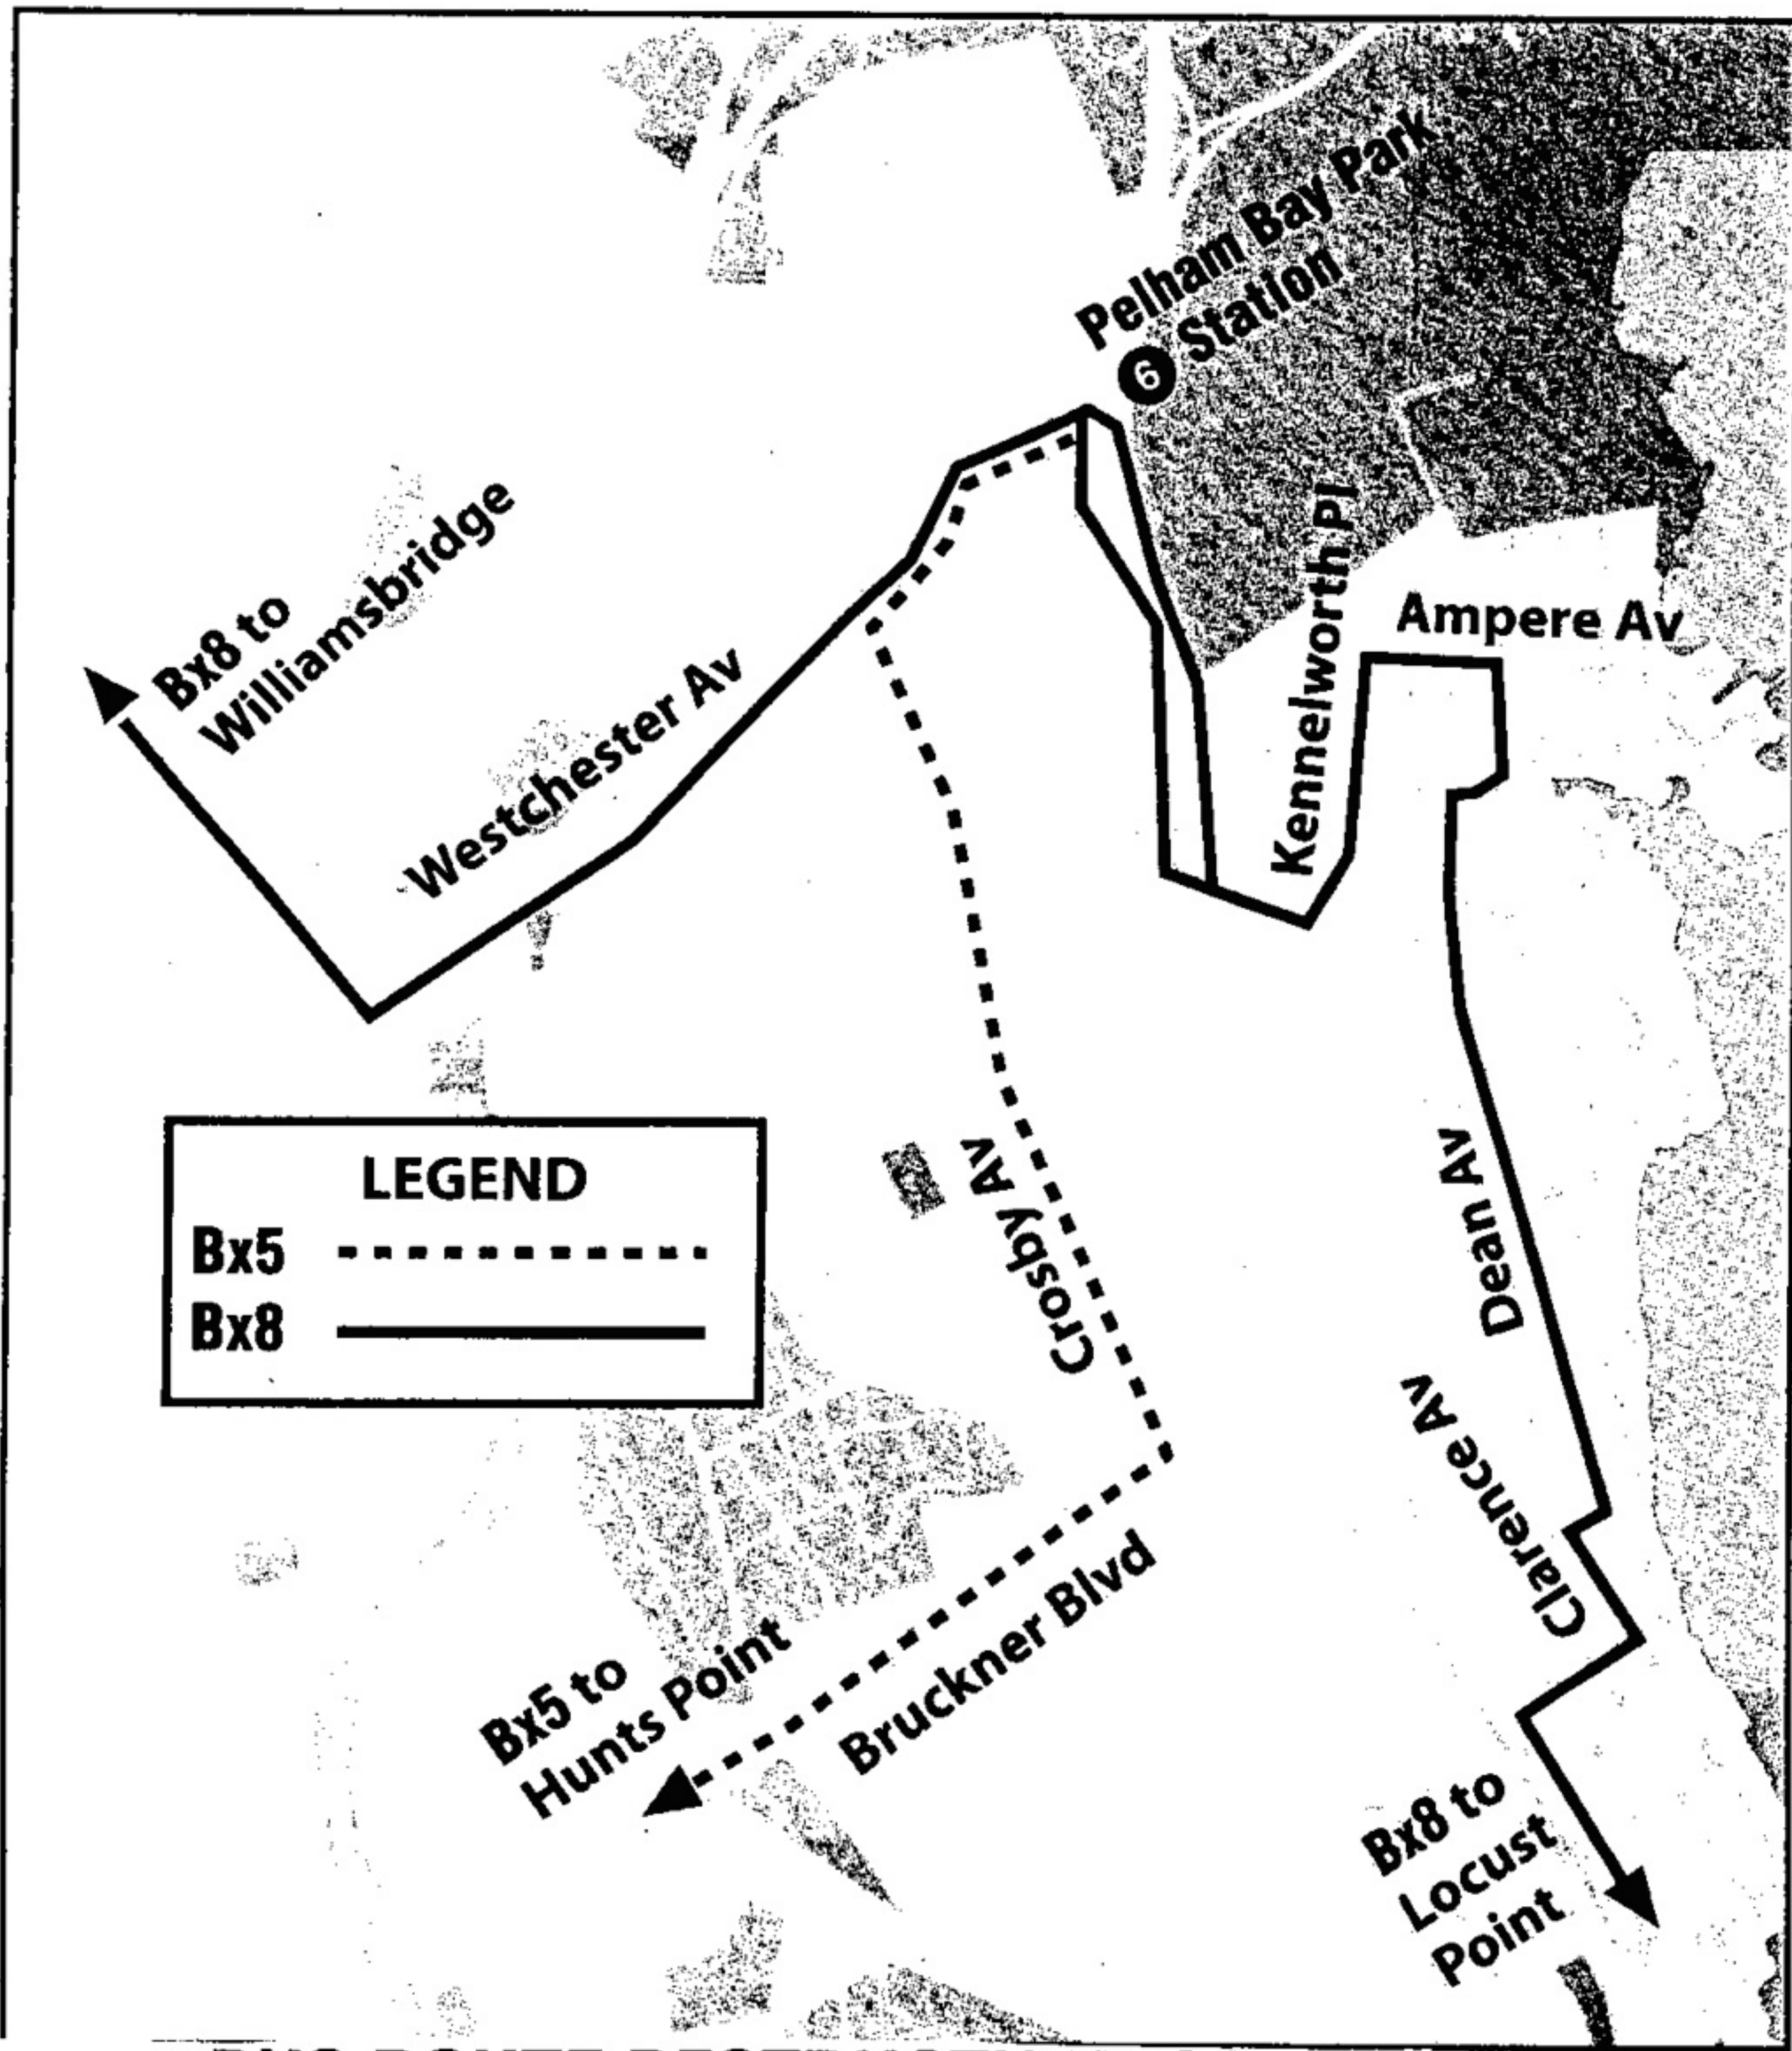 Pelham Bay Park
6 Station
Kennelworth Pl
Ampere Av
Bx8 to
Williamsbridge
Westchester Av
LEGEND
Bx5
Bx8
Crosby Av
Dean Av
Clarence Av
Bx5 to
Hunts Point
Bruckner Blvd
Bx8 to
Locust
Point